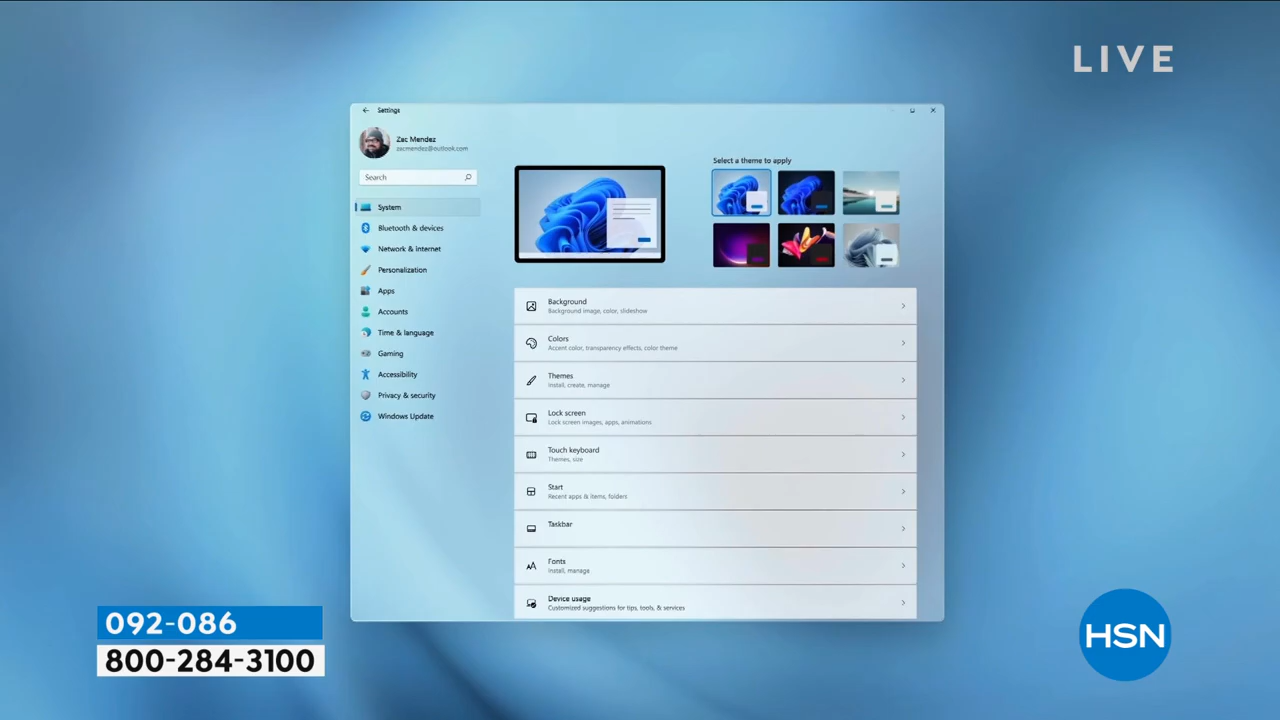 LIVE
Settings
Zac Mendez
zacmendez@outlook.com
Search
System
Bluetooth & devices
Network & internet
Personalization
Apps
Accounts
Time & language
Gaming
Accessibility
Privacy & security
Windows Update
Select a theme to apply
Background
Background image, color, slideshow
Colors
Accent color, transparency effects, color theme
Themes
Install, create, manage
Lock screen
Lock screen images, apps, animations
Touch keyboard
Themes, size
Start
Recent apps & items, folders
Taskbar
Fonts
Install, manage
Device usage
Customized suggestions for tips, tools, & services
092-086
800-284-3100
HSN